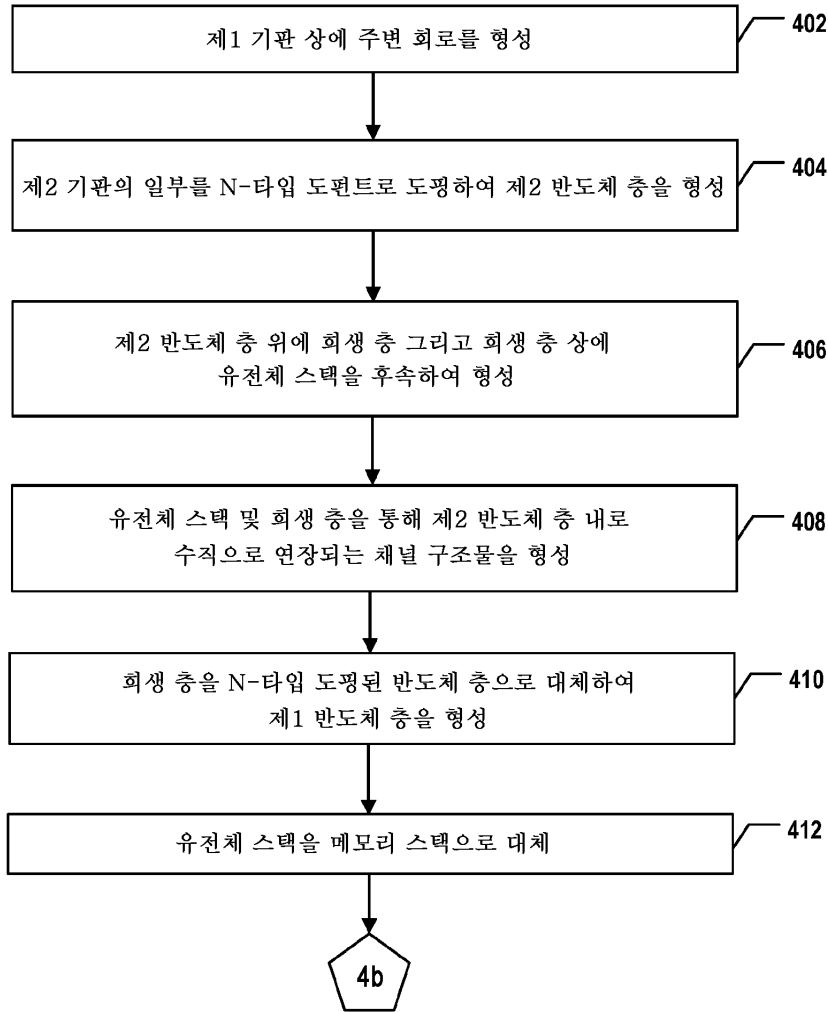 제1 기판 상에 주변 회로를 형성
402
제2 기판의 일부를 N-타입 도펀트로 도핑하여 제2 반도체 층을 형성
404
제2 반도체 층 위에 희생 층 그리고 희생 층 상에
유전체 스택을 후속하여 형성
406
유전체 스택 및 희생 층을 통해 제2 반도체 층 내로
수직으로 연장되는 채널 구조물을 형성
408
희생 층을 N-타입 도핑된 반도체 층으로 대체하여
제1 반도체 층을 형성
410
유전체 스택을 메모리 스택으로 대체
412
4b